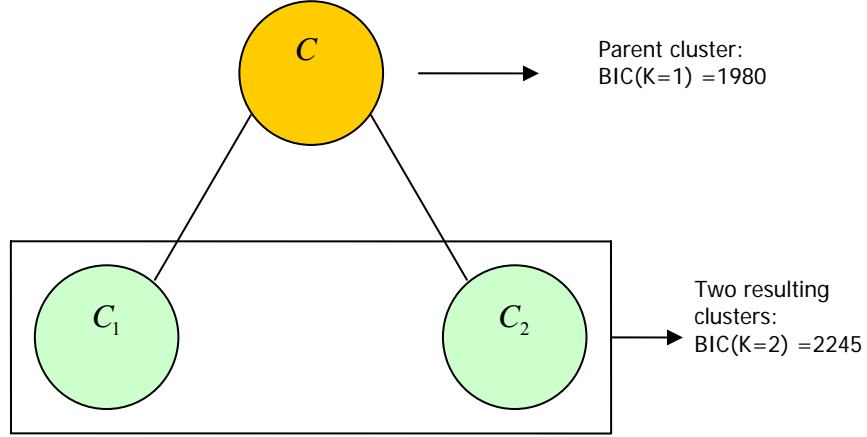 C
Parent cluster:
BIC(K=1) =1980
C₁
C₂
Two resulting
clusters:
BIC(K=2) =2245